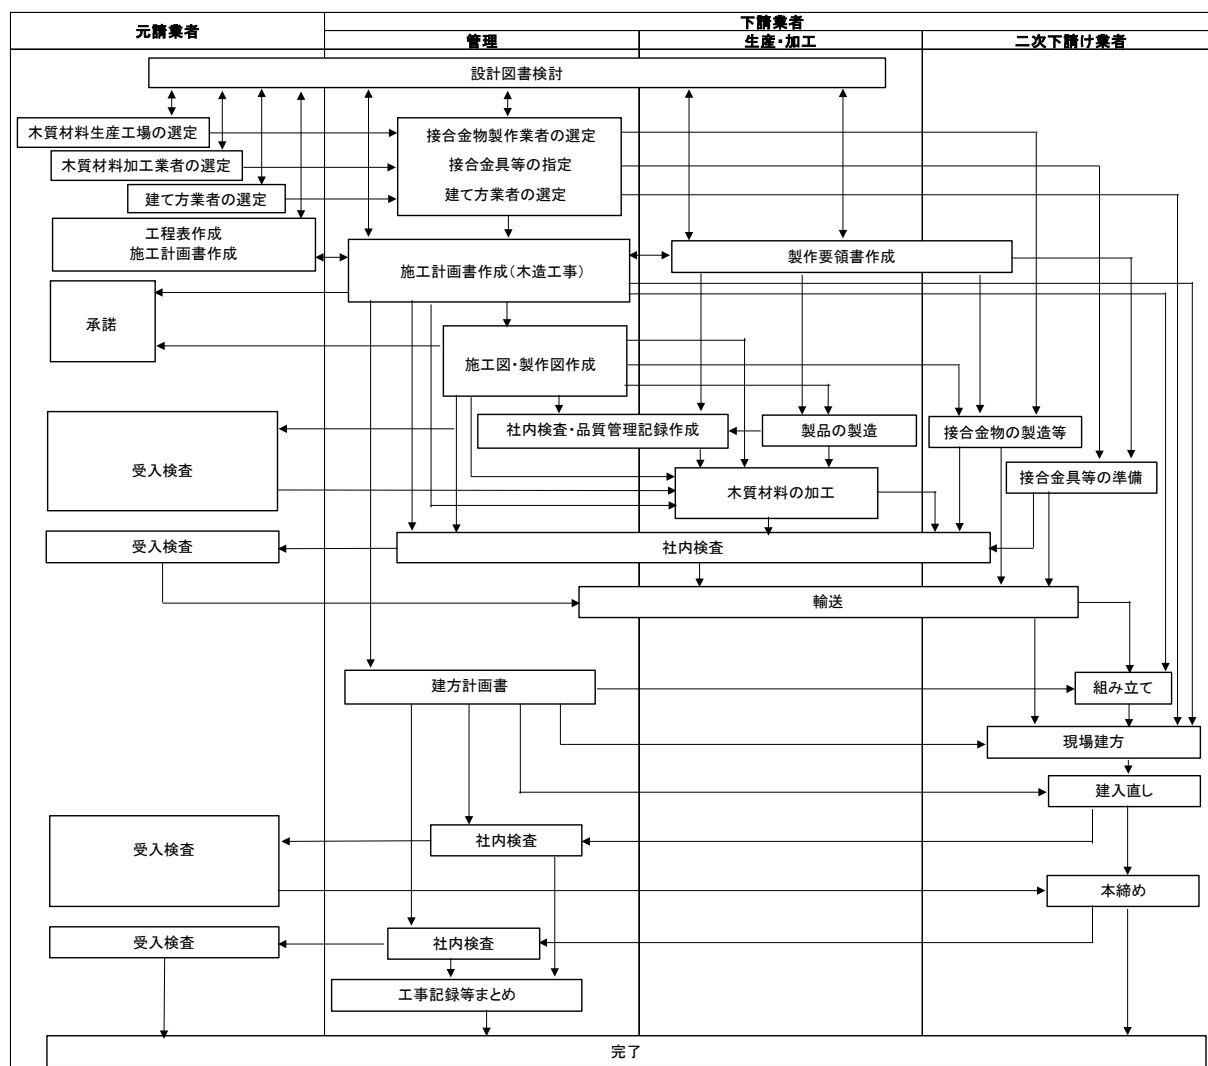 元請業者
下請業者
管理
生産・加工
二次下請け業者
設計図書検討
木質材料生産工場の選定
木質材料加工業者の選定
建て方業者の選定
接合金物製作業者の選定
接合金具等の指定
建て方業者の選定
工程表作成
施工計画書作成
施工計画書作成(木造工事)
製作要領書作成
承諾
施工図・製作図作成
社内検査・品質管理記録作成
製品の製造
接合金物の製造等
受入検査
木質材料の加工
接合金具等の準備
受入検査
社内検査
輸送
建方計画書
組み立て
現場建方
建入直し
受入検査
社内検査
本締め
受入検査
社内検査
工事記録等まとめ
完了